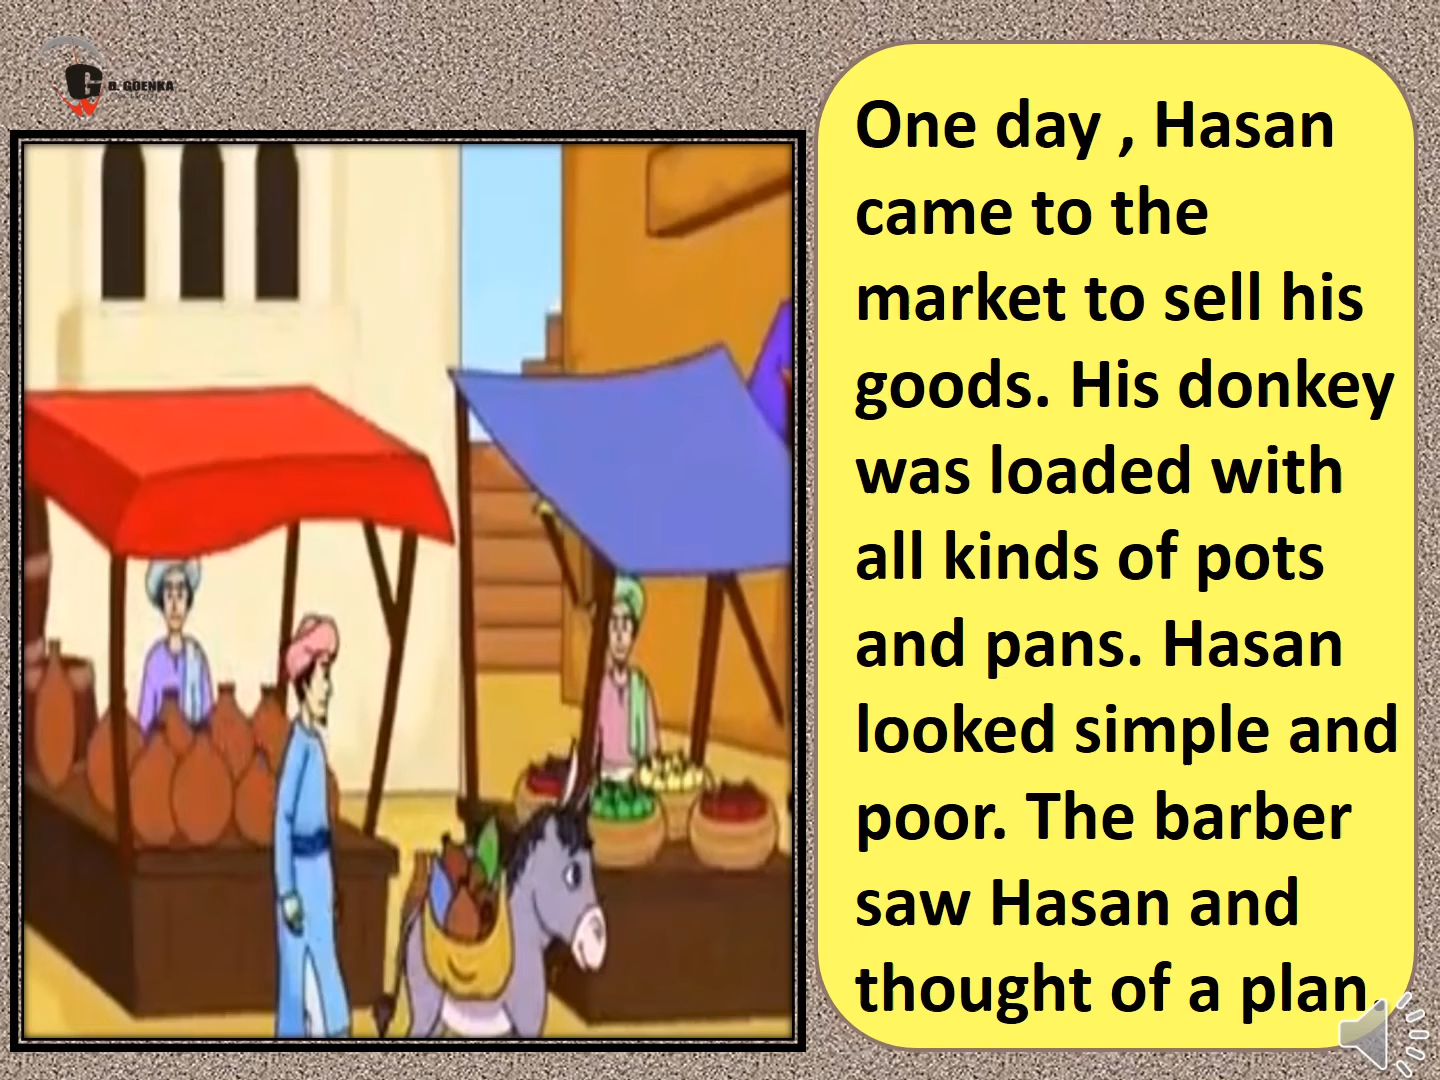 G
D. GOENKA
One day , Hasan
came to the
market to sell his
goods. His donkey
was loaded with
all kinds of pots
and pans. Hasan
looked simple and
poor. The barber
saw Hasan and
thought of a plan.